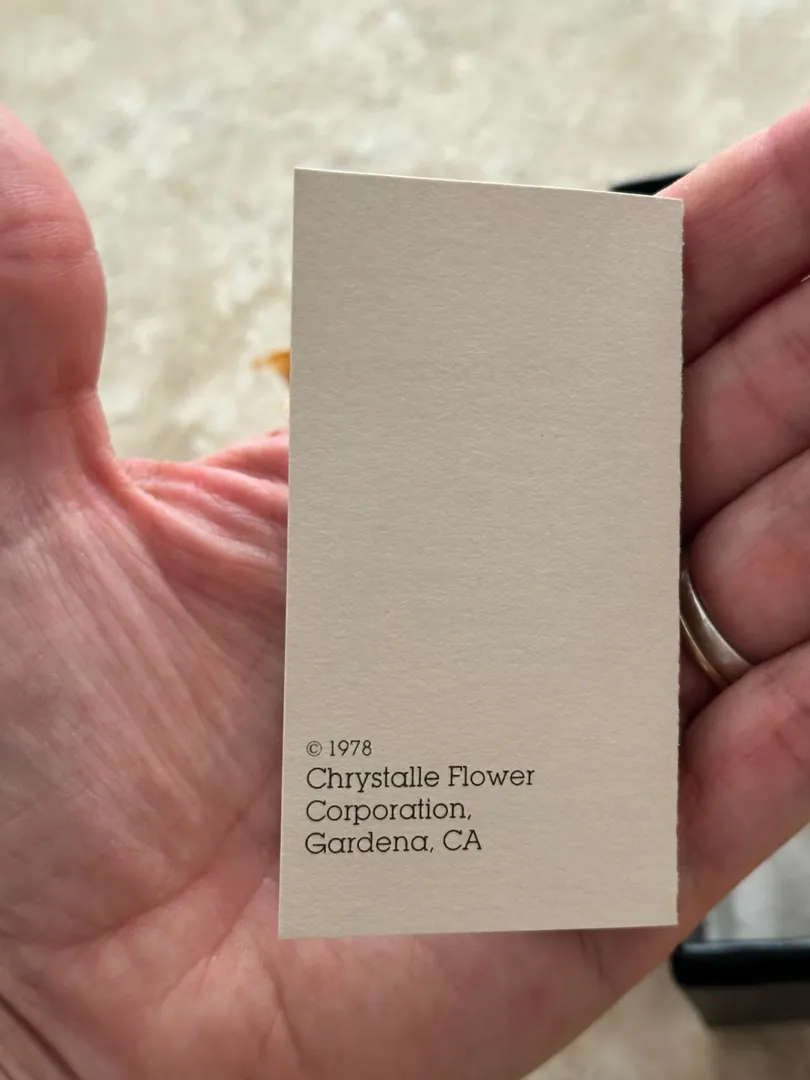 © 1978
Chrystalle Flower
Corporation,
Gardena, CA